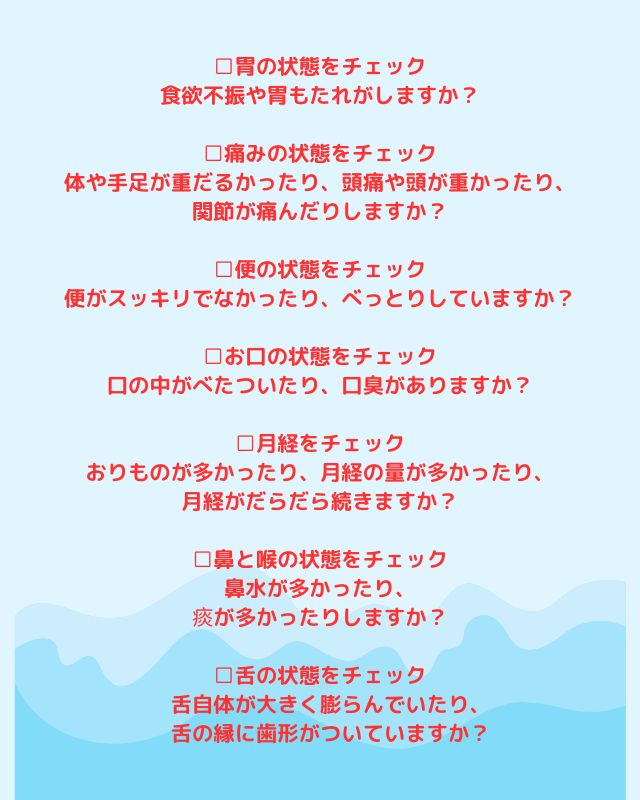 □胃の状態をチェック
食欲不振や胃もたれがしますか？
□痛みの状態をチェック
体や手足が重だるかったり、頭痛や頭が重かったり、
関節が痛んだりしますか？
□便の状態をチェック
便がスッキリでなかったり、べっとりしていますか？
□お口の状態をチェック
口の中がべたついたり、口臭がありますか？
□月経をチェック
おりものが多かったり、月経の量が多かったり、
月経がだらだら続きますか？
□鼻と喉の状態をチェック
鼻水が多かったり、
痰が多かったりしますか？
□舌の状態をチェック
舌自体が大きく膨らんでいたり、
舌の縁に歯形がついていますか？